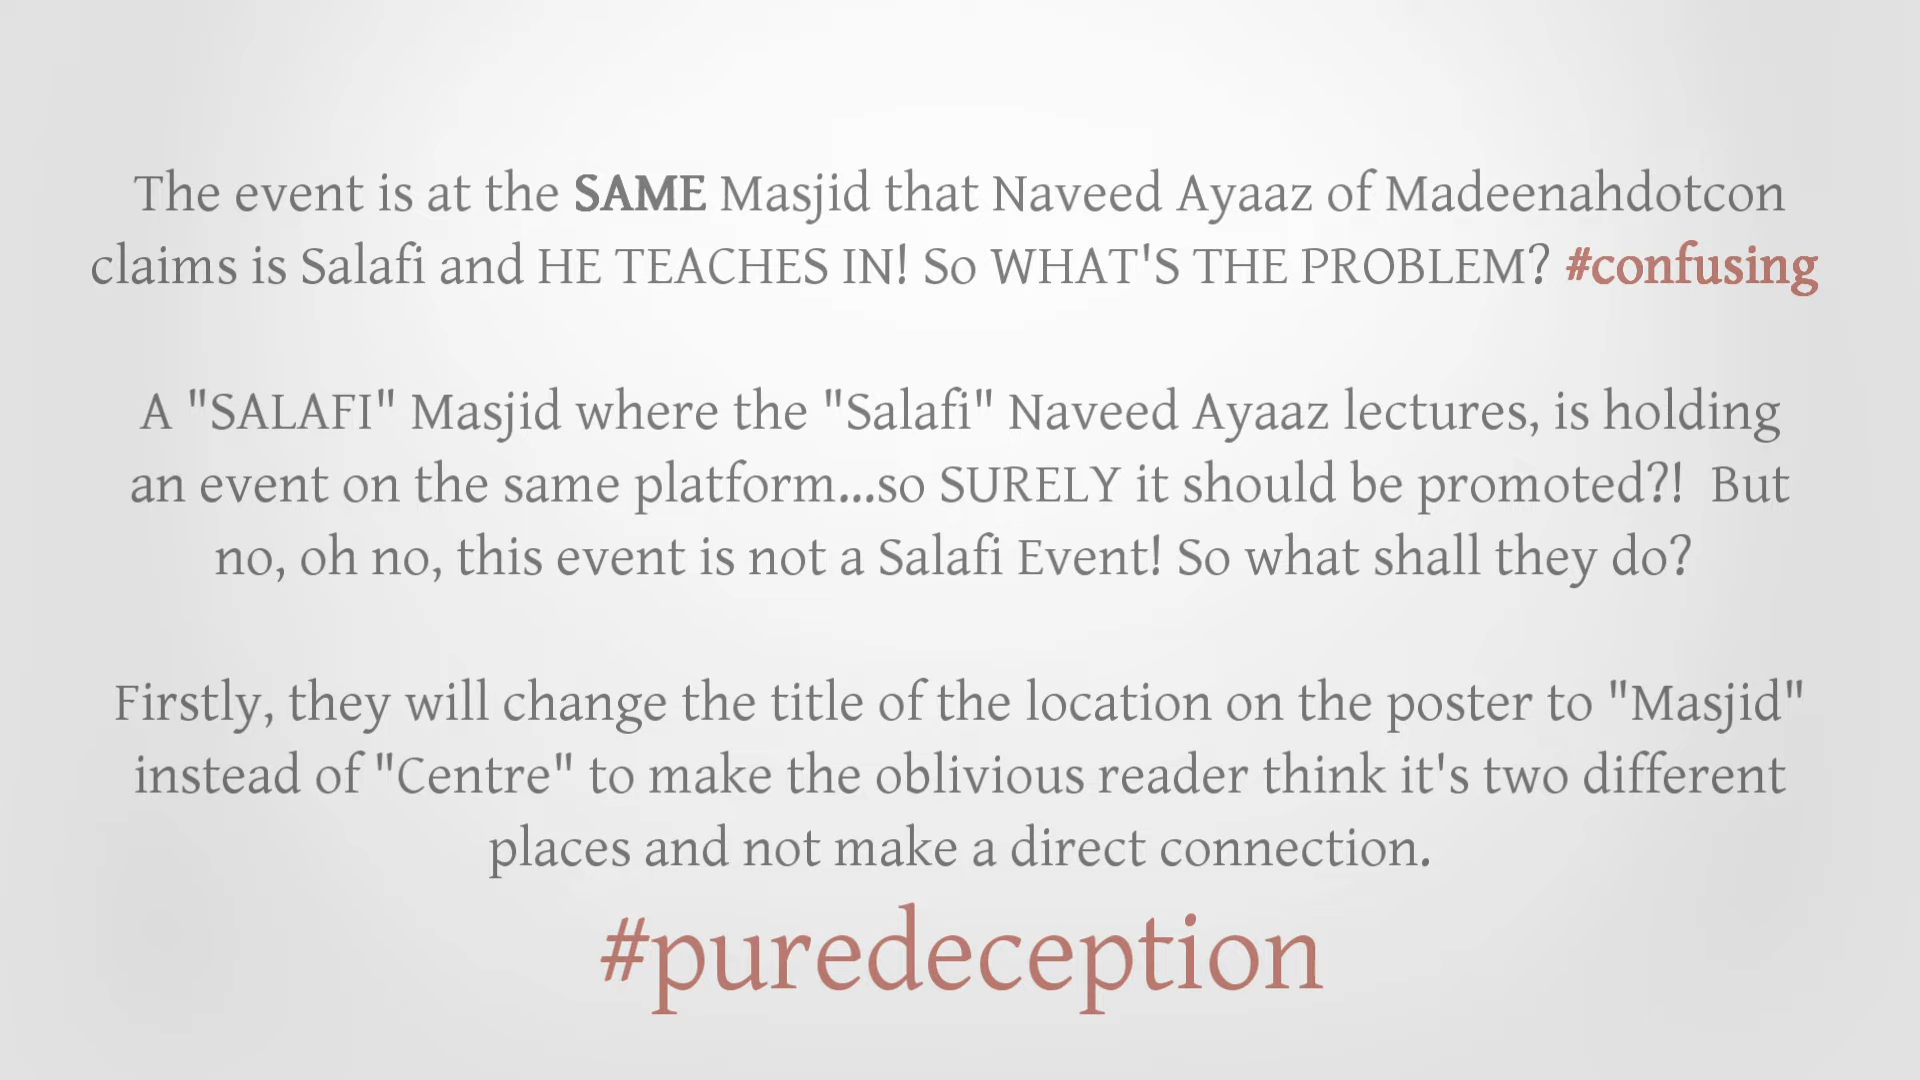 The event is at the SAME Masjid that Naveed Ayaaz of Madeenahdotcon
claims is Salafi and HE TEACHES IN! So WHAT'S THE PROBLEM? #confusing
A "SALAFI" Masjid where the "Salafi" Naveed Ayaaz lectures, is holding
an event on the same platform...so SURELY it should be promoted?!  But
no, oh no, this event is not a Salafi Event! So what shall they do?
Firstly, they will change the title of the location on the poster to "Masjid"
instead of "Centre" to make the oblivious reader think it's two different
places and not make a direct connection.
#puredeception